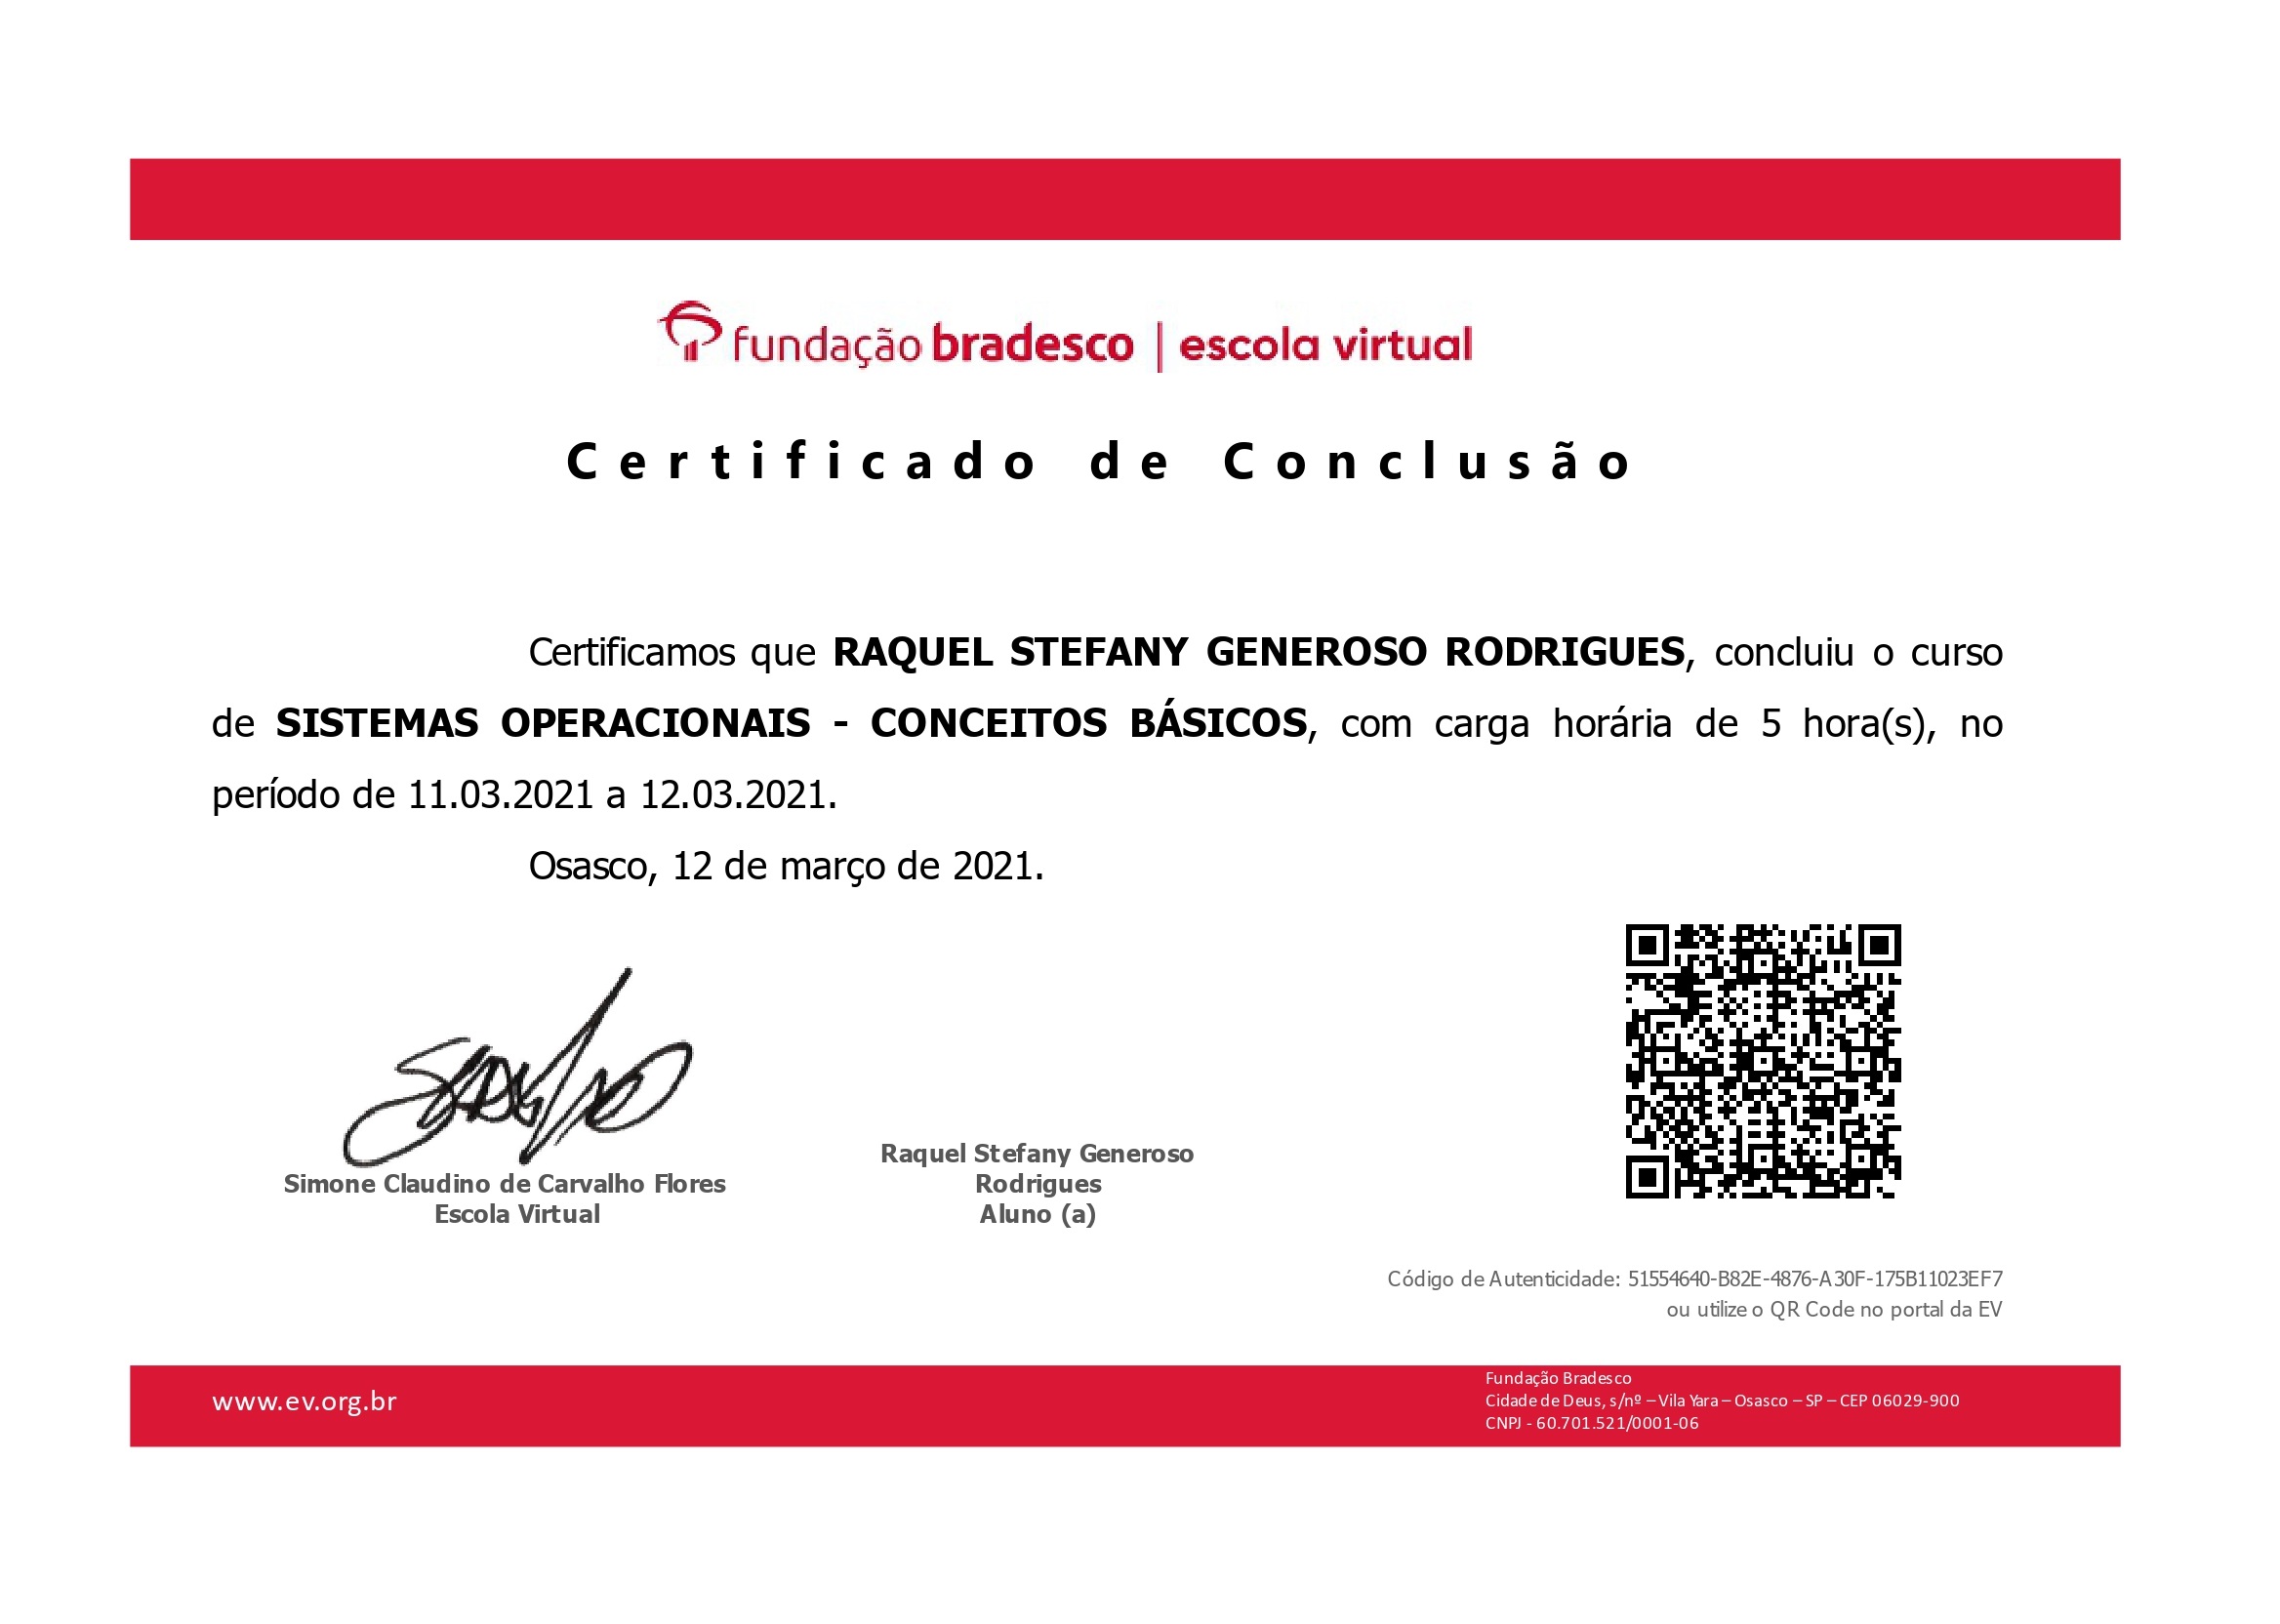 fundação bradesco | escola virtual
Certificado de Conclusão
Certificamos que RAQUEL STEFANY GENEROSO RODRIGUES, concluiu o curso
de SISTEMAS OPERACIONAIS - CONCEITOS BÁSICOS, com carga horária de 5 hora(s), no
período de 11.03.2021 a 12.03.2021.
Osasco, 12 de março de 2021.
Simone Claudino de Carvalho Flores
Escola Virtual
Raquel Stefany Generoso
Rodrigues
Aluno (a)
Código de Autenticidade: 51554640-B82E-4876-A30F-175B11023EF7
ou utilize o QR Code no portal da EV
www.ev.org.br
Fundação Bradesco
Cidade de Deus, s/nº – Vila Yara – Osasco – SP – CEP 06029-900
CNPJ - 60.701.521/0001-06